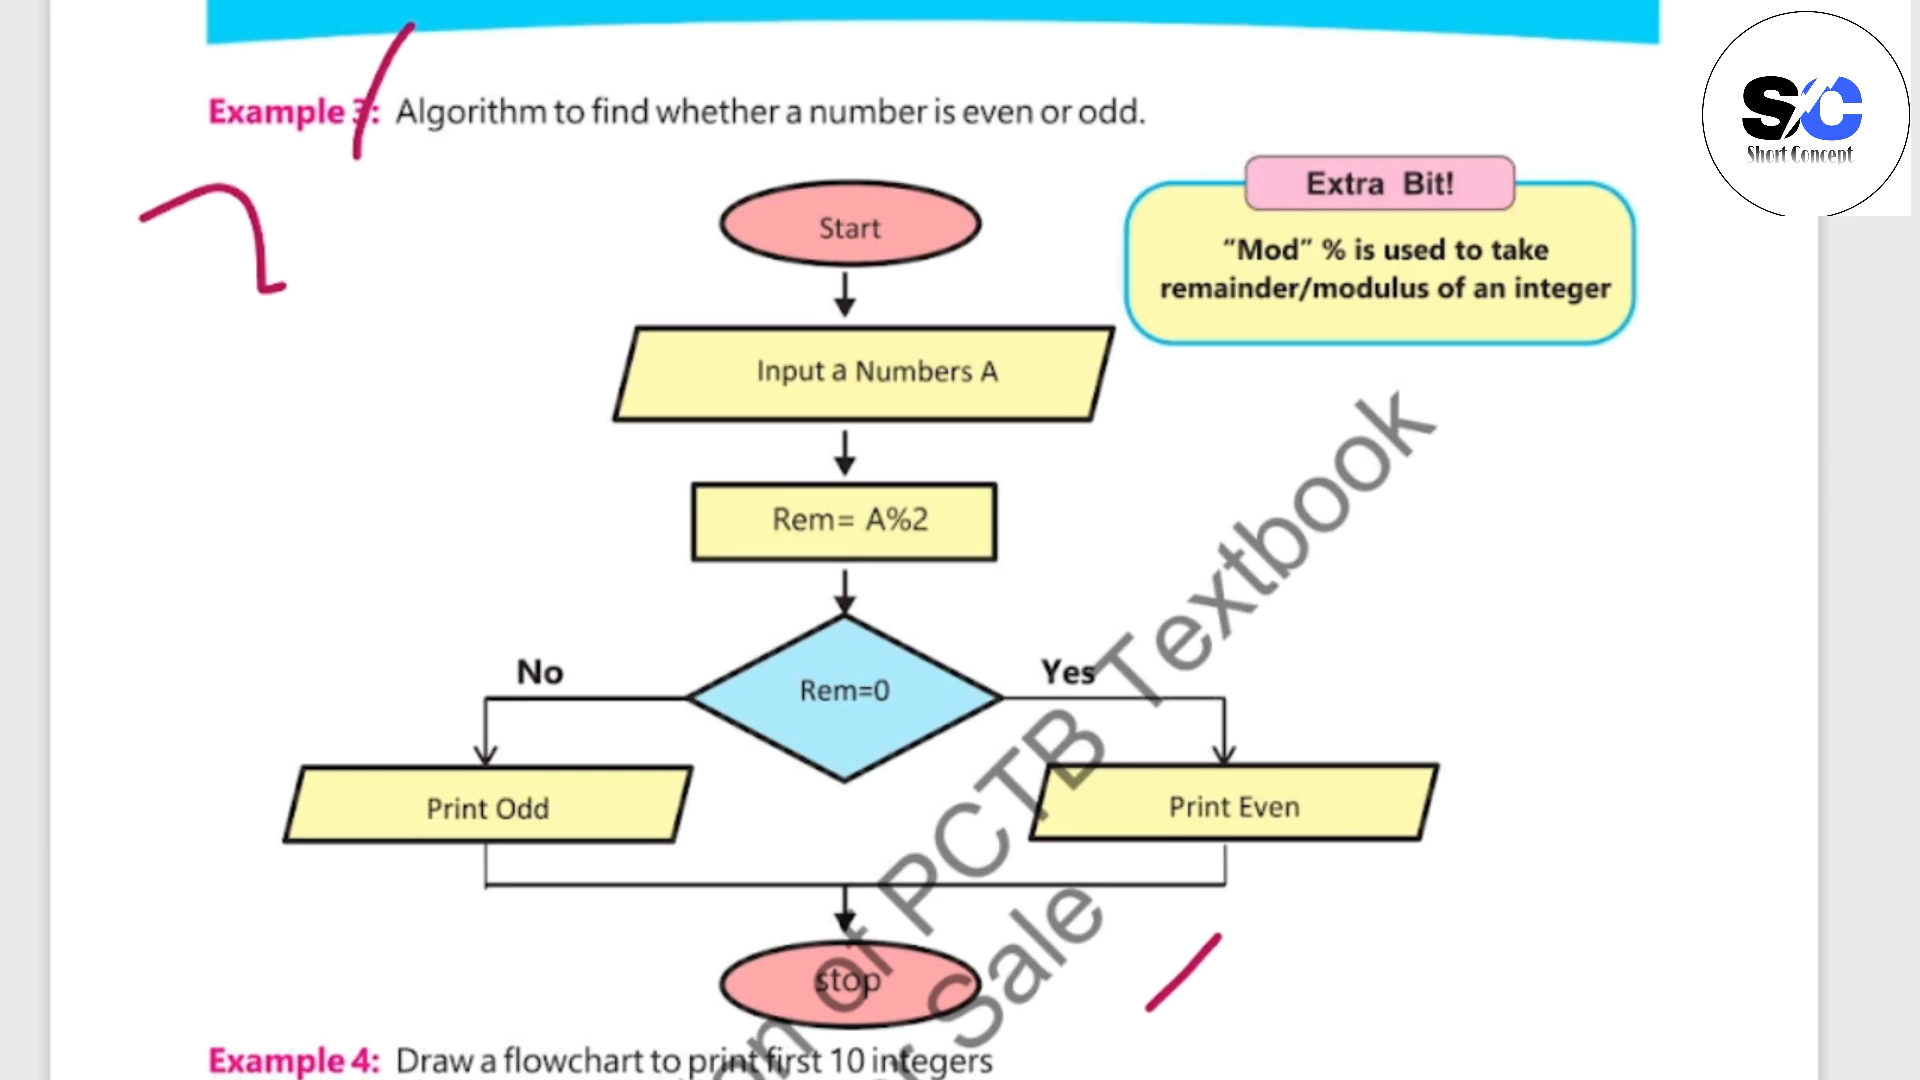 Example 3: Algorithm to find whether a number is even or odd.
SC
Short Concept
Start
Extra Bit!
“Mod” % is used to take
remainder/modulus of an integer
Input a Numbers A
Rem= A%2
Rem=0
No
Yes
Print Odd
Print Even
stop
of PCTB Textbook
Sale
Example 4: Draw a flowchart to print first 10 integers